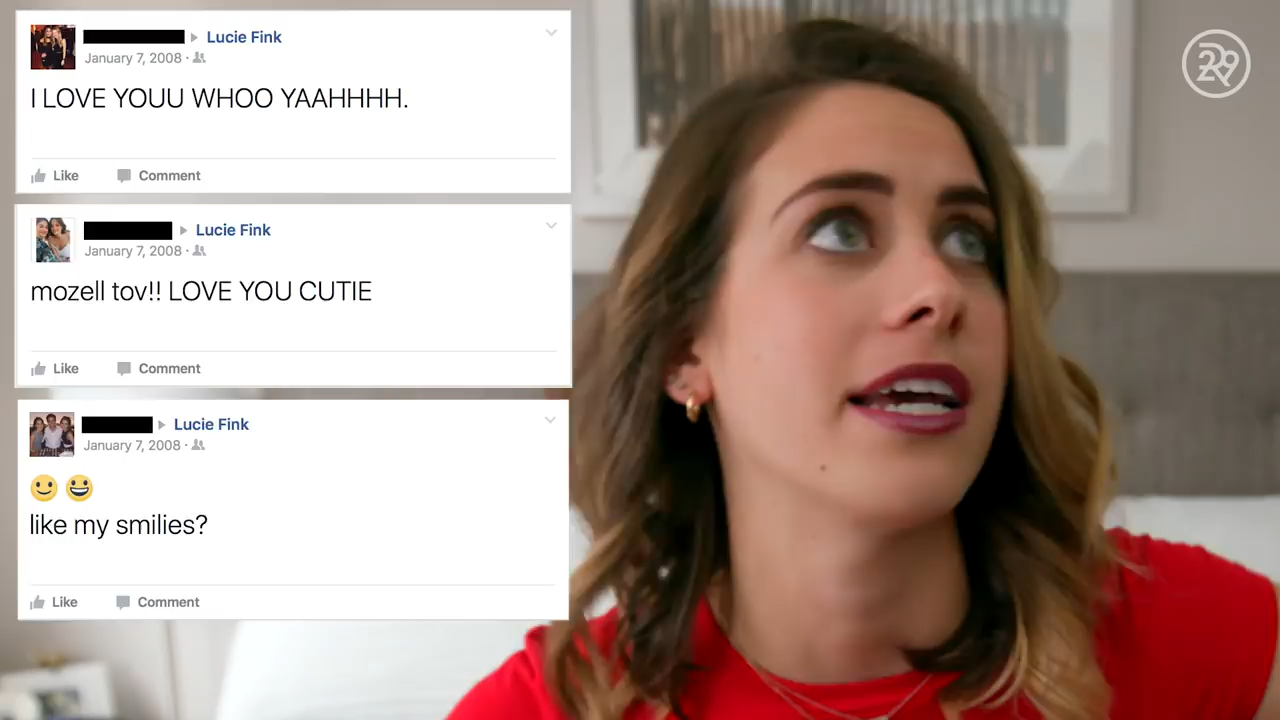 Lucie Fink
January 7, 2008
I LOVE YOUU WHOO YAAHHHH.
Like Comment
Lucie Fink
January 7, 2008
mozell tov!! LOVE YOU CUTIE
Like Comment
Lucie Fink
January 7, 2008
like my smilies?
Like Comment
R29